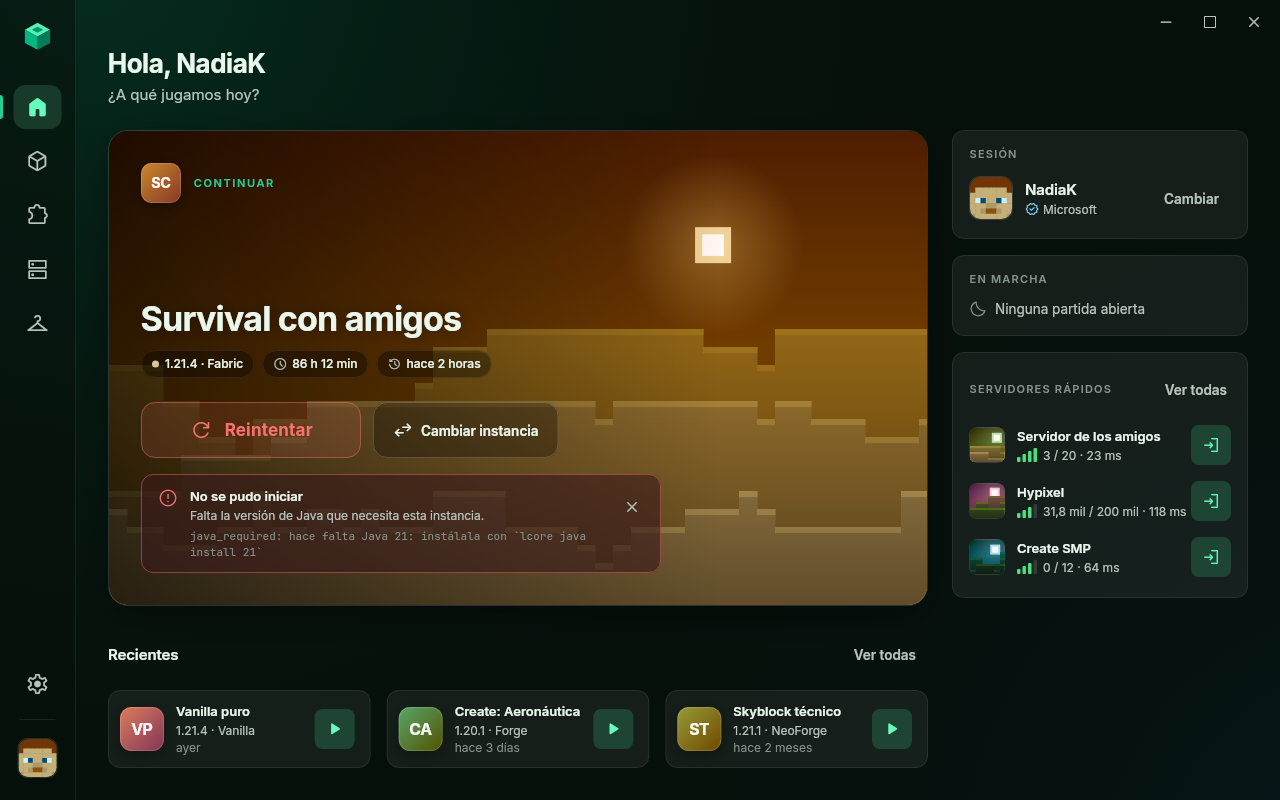 Hola, NadiaK
¿A qué jugamos hoy?
SC
CONTINUAR
Survival con amigos
1.21.4 · Fabric
86 h 12 min
hace 2 horas
Reintentar
Cambiar instancia
No se pudo iniciar
Falta la versión de Java que necesita esta instancia.
java_required: hace falta Java 21: instálala con `lcore java
install 21`
SESIÓN
NadiaK
Microsoft
Cambiar
EN MARCHA
Ninguna partida abierta
SERVIDORES RÁPIDOS
Ver todas
Servidor de los amigos
3 / 20 · 23 ms
Hypixel
31,8 mil / 200 mil · 118 ms
Create SMP
0 / 12 · 64 ms
Recientes
Ver todas
VP
Vanilla puro
1.21.4 · Vanilla
ayer
CA
Create: Aeronáutica
1.20.1 · Forge
hace 3 días
ST
Skyblock técnico
1.21.1 · NeoForge
hace 2 meses